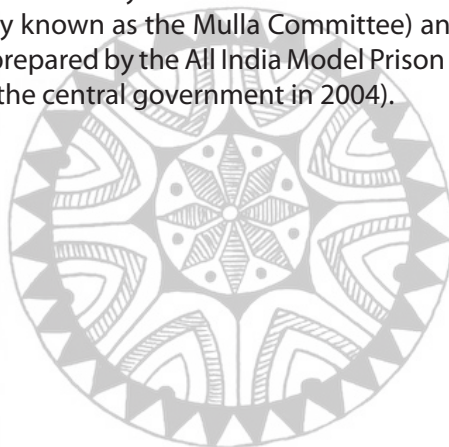 y known as the Mulla Committee) an
prepared by the All India Model Prison
the central government in 2004).